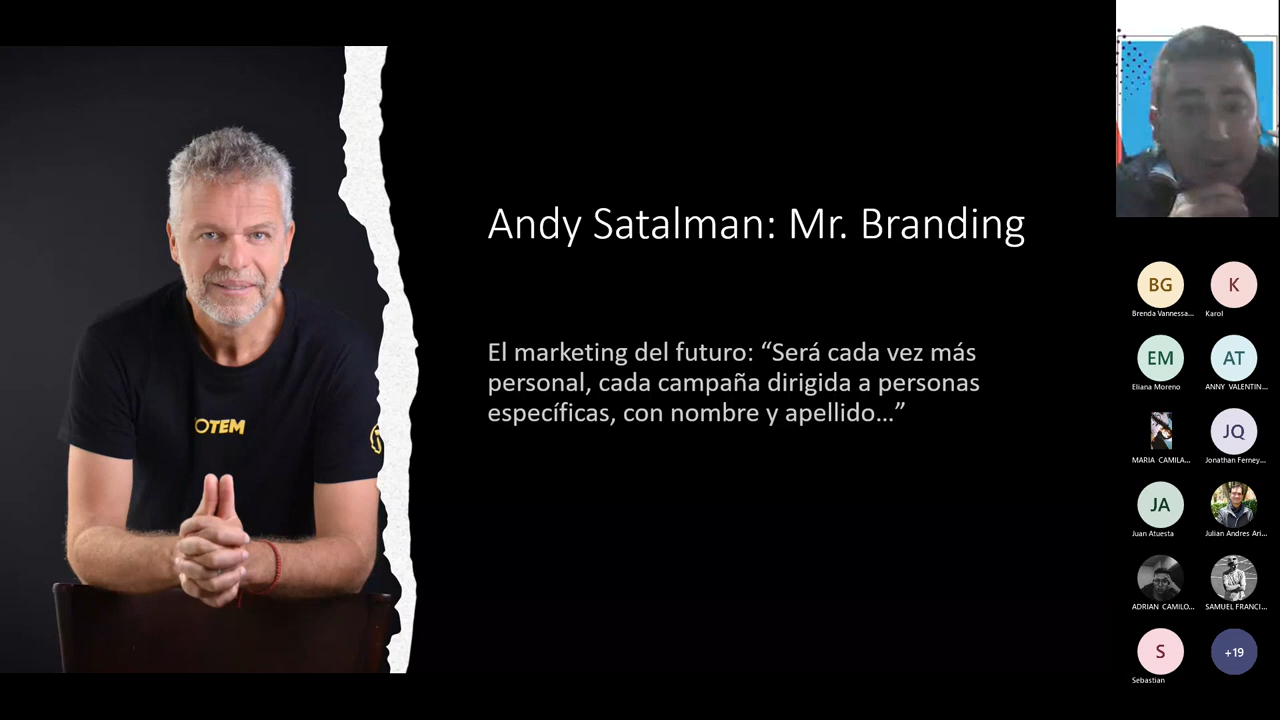 Andy Satalman: Mr. Branding
El marketing del futuro: “Será cada vez más
personal, cada campaña dirigida a personas
específicas, con nombre y apellido…”
OTEM
BG
K
Brenda Vannessa...
Karol
EM
AT
Eliana Moreno
ANNY VALENTIN...
JQ
MARIA CAMILA...
Jonathan Ferney...
JA
Juan Atuesta
Julian Andres Ari...
ADRIAN CAMILO...
SAMUEL FRANCI...
S
+19
Sebastian